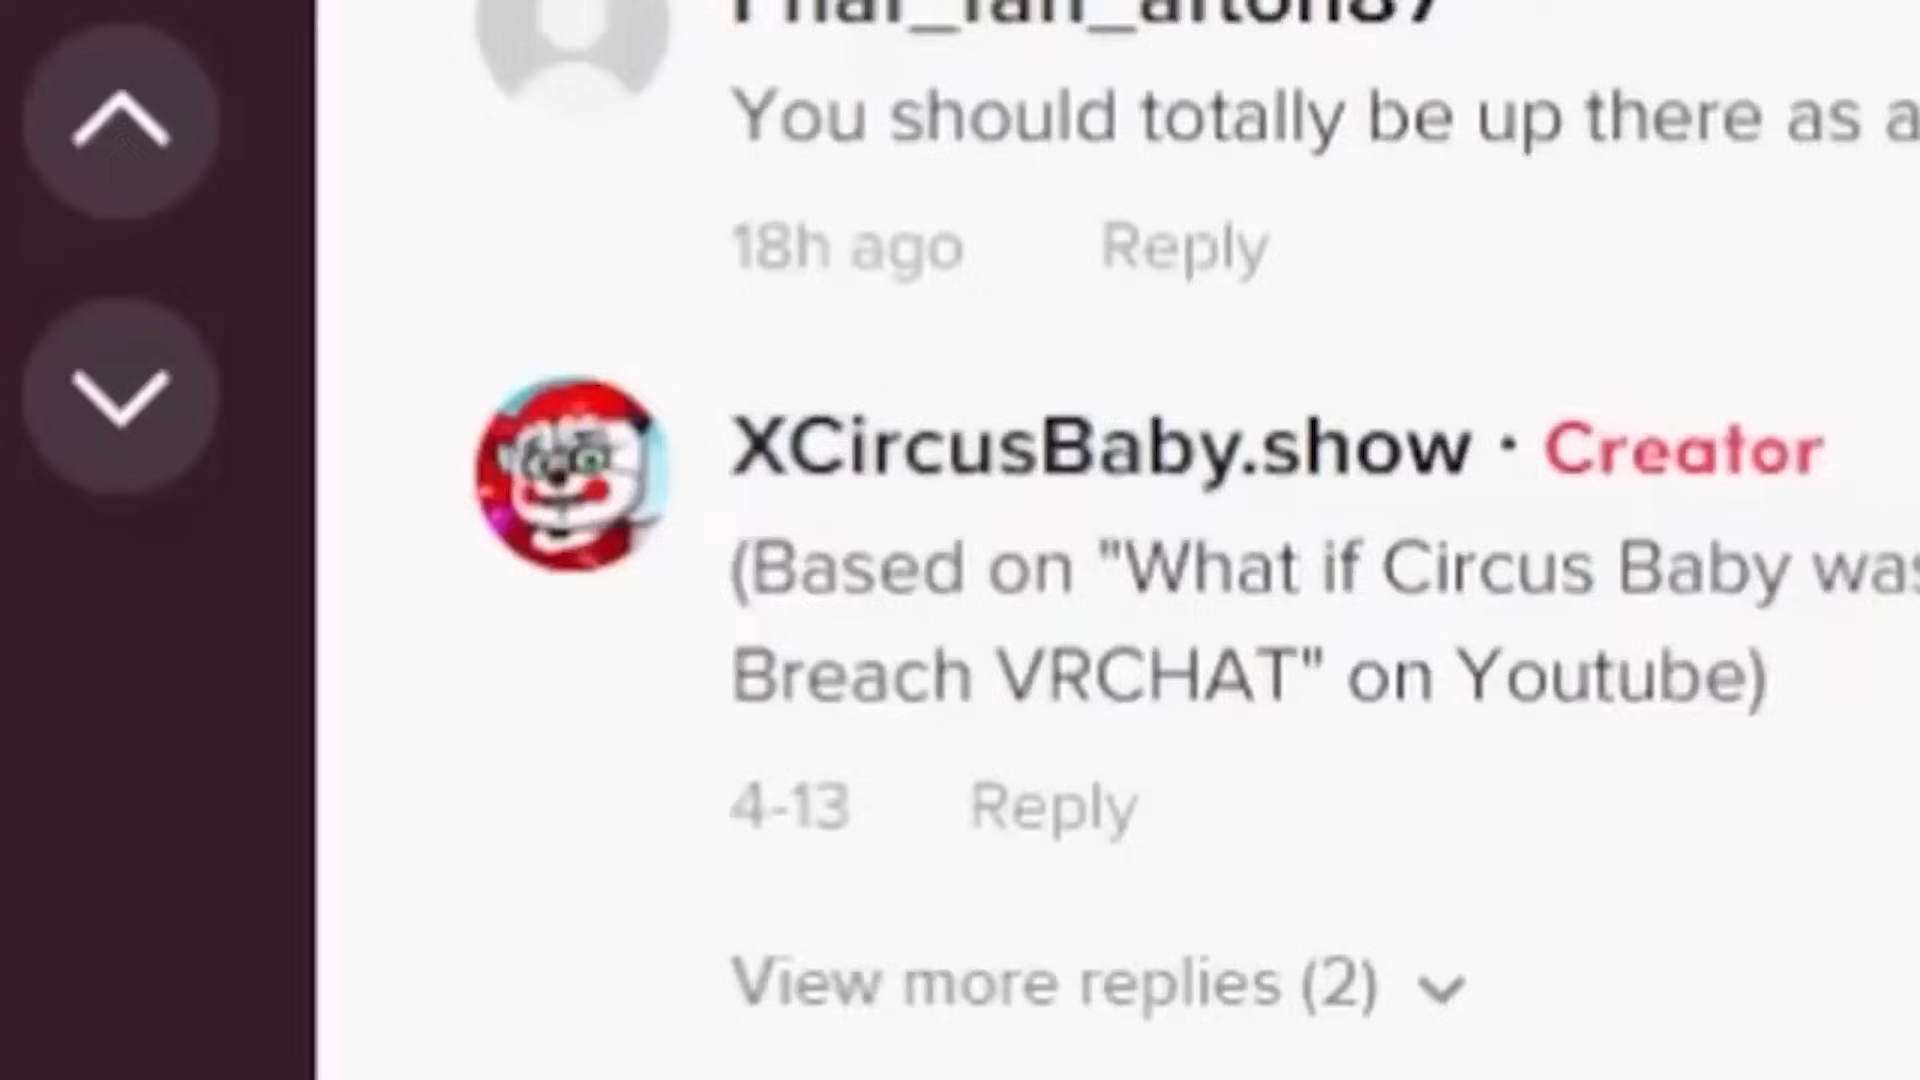 You should totally be up there as a
18h ago Reply
XCircusBaby.show · Creator
(Based on "What if Circus Baby was
Breach VRCHAT" on Youtube)
4-13 Reply
View more replies (2)